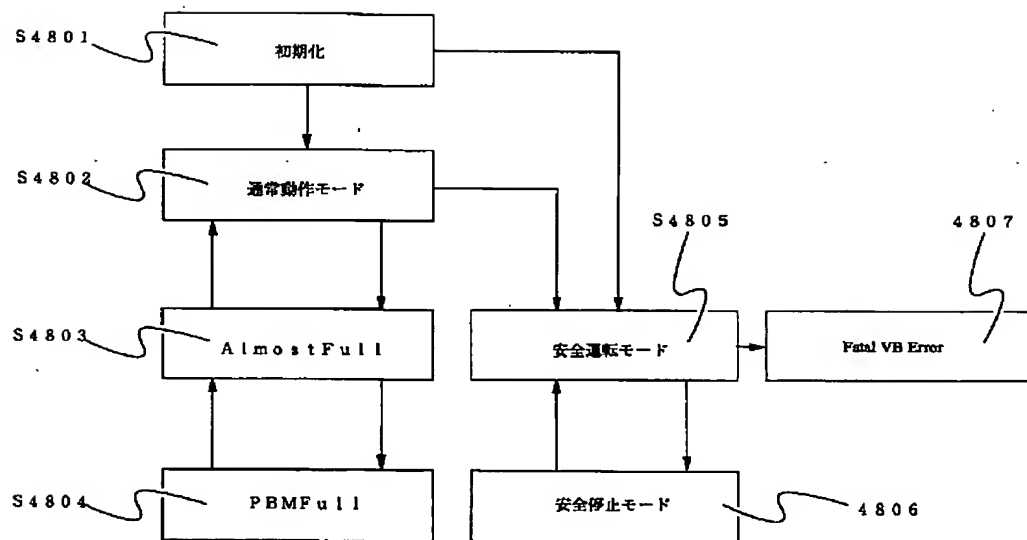 S4801
初期化
S4802
通常動作モード
S4805
4807
S4803
AlmostFull
安全運転モード
Fatal VB Error
S4804
PBMFull
安全停止モード
4806